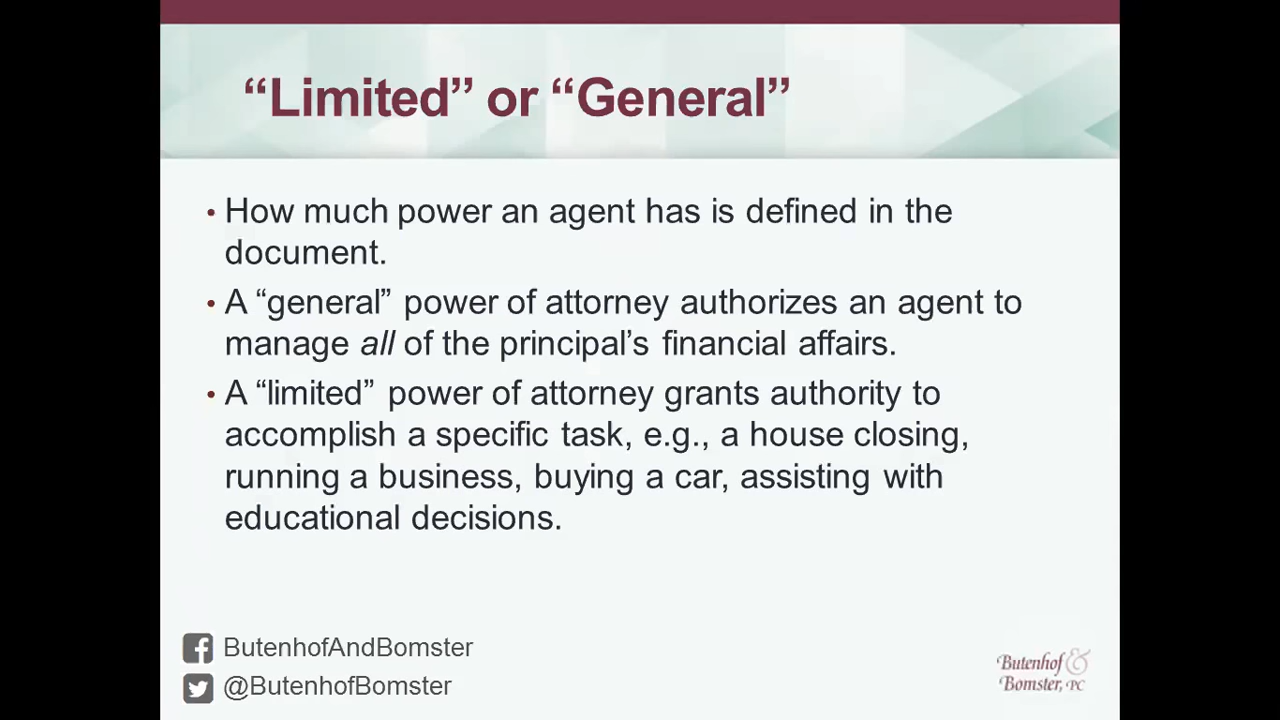 “Limited” or “General”
• How much power an agent has is defined in the
document.
• A “general” power of attorney authorizes an agent to
manage all of the principal’s financial affairs.
• A “limited” power of attorney grants authority to
accomplish a specific task, e.g., a house closing,
running a business, buying a car, assisting with
educational decisions.
ButenhofAndBomster
@ButenhofBomster
Butenhof &
Bomster, PC